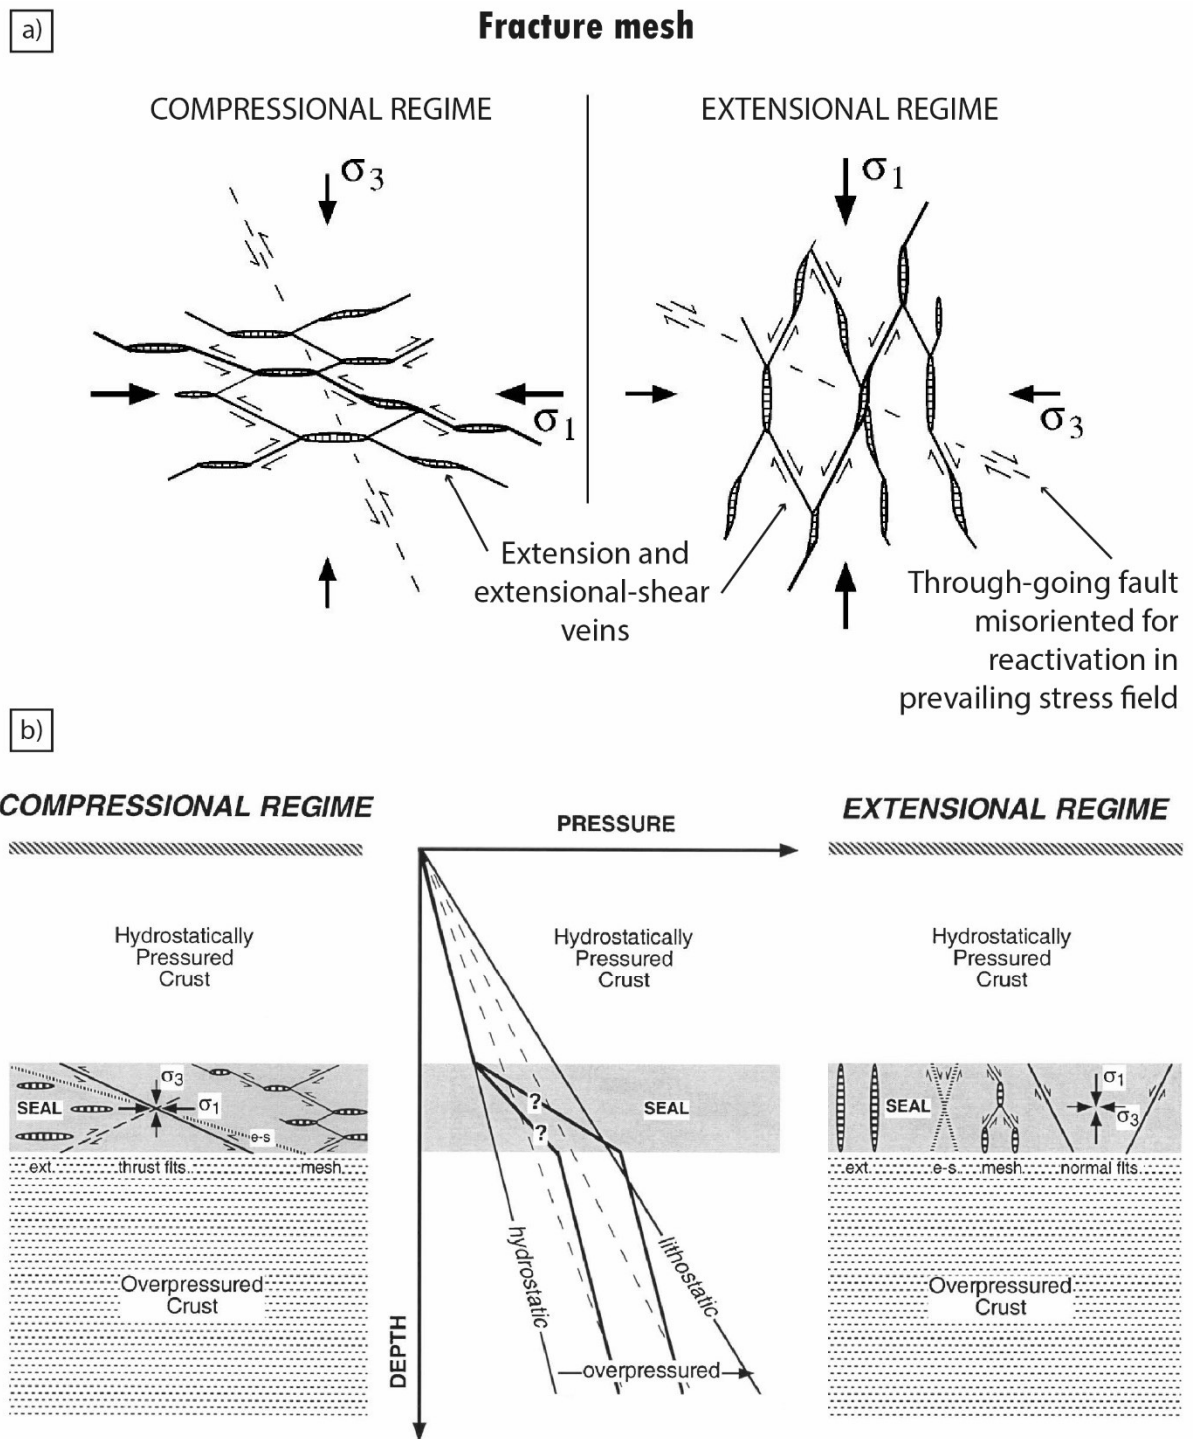 a)
Fracture mesh
COMPRESSIONAL REGIME
EXTENSIONAL REGIME
σ3
σ1
σ1
σ3
Extension and
extensional-shear
veins
Through-going fault
misoriented for
reactivation in
prevailing stress field
b)
COMPRESSIONAL REGIME
PRESSURE
EXTENSIONAL REGIME
Hydrostatically
Pressured
Crust
Hydrostatically
Pressured
Crust
Hydrostatically
Pressured
Crust
σ3
SEAL
σ1
e-s
ext.
thrust flts.
mesh
?
?
SEAL
SEAL
σ1
σ3
ext.
e-s.
mesh
normal flts.
Overpressured
Crust
hydrostatic
lithostatic
overpressured
DEPTH
Overpressured
Crust